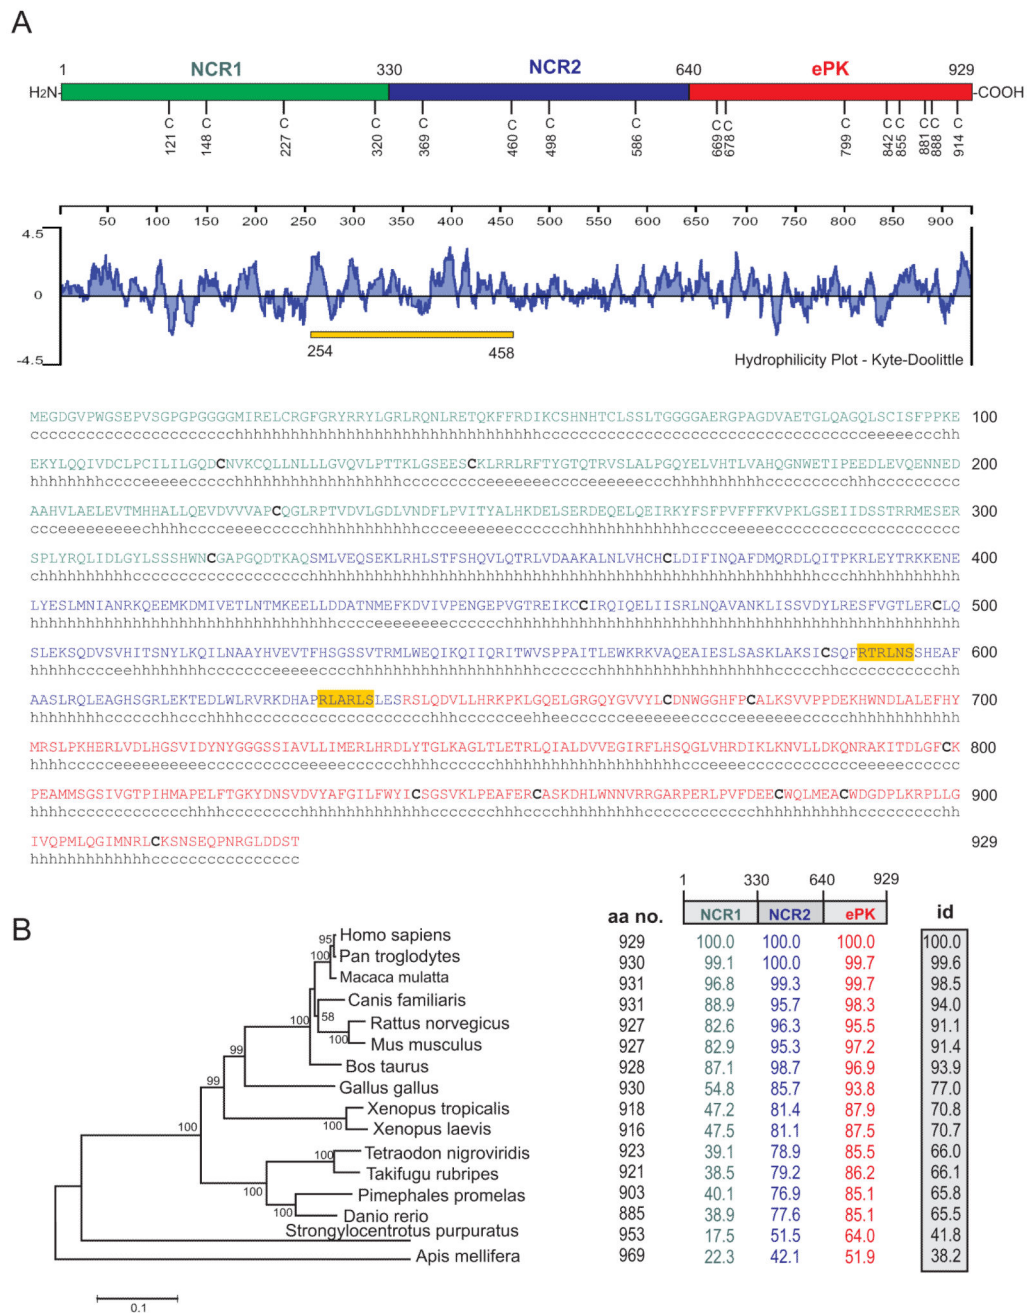 A
1 NCR1 330 NCR2 640 ePK 929
H2N- -COOH
C C C C C C C C C C C C C C C C
121 148 227 320 369 460 498 586 669 678 799 842 855 881 888 914
50 100 150 200 250 300 350 400 450 500 550 600 650 700 750 800 850 900
4.5
0
-4.5
254 458
Hydrophilicity Plot - Kyte-Doolittle
MEGDGVPWGSEPVSGPGPGGGGMIRELCRGFGRYRRYLGRLRQNLRETQKFFRDIKCSHNHTCLSSLTGGGGAERGPAGDVAETGLQAGQLSCISFPPKE 100
EKYLQQIVDCLPCILILGQDCNVKCQLLNLLLGVQVLPTTKLGSEESCKLRRLRFTYGTQTRVSLALPGQYELVHTLVAHQGNWETIPEEDLEVQENNED 200
AAHVLAELEVTMHHALLQEVDVVVAPCQGLRPTVDVLGDLVNDFLPVITYALHKDELSERDEQELQEIRKYFSFPVFFFKVPKLGSEIIDSSTRRMESER 300
SPLYRQLIDLGYLSSSHWNCGAPGQDTKAQSMLVEQSEKLRHLSTFSHQVLQTRLVDAAKALNLVHCHCLDIFINQAFDMQRDLQITPKRLEYTRKKENE 400
LYESLMNIANRKQEEMKDMIVETLNTMKEELLDDATNMEFKDVIVPENGEPVGTREIKCCIRQIQELIISRLNQAVANKLISSVDYLRESFVGTLERCLQ 500
SLEKSQDVSVHITSNYLKQILNAAYHVEVTFHSGSSVTRMLWEQIKQIIQRITWVSPPAITLEWKRKVAQEAIESLSASKLAKSICSQFRTRLNSSHEAF 600
AASLRQLEAGHSGRLEKTEDLWLRVRKDHAPRLARLSLESRSLQDVLLHRKPKLGQELGRGQYGVVYLCDNWGGHFPCALKSVVPPDEKHWNDLALEFHY 700
MRSLPKHERLVDLHGSVIDYNYGGGSSIAVLLIMERLHRDLYTGLKAGLTLETRLQIALDVVEGIRFLHSQGLVHRDIKLKNVLLDKQNRAKITDLGFCK 800
PEAMMSGSIVGTPIHMAPELFTGKYDNSVDVYAFGILFWYICSGSVKLPEAFERCASKDHLWNNVRRGARPERLPVFDEECWQLMEACWDGDPLKRPLLG 900
IVQPMLQGIMNRLCKSNSEQPNRGLDDST 929
1 330 640 929
B
aa no. NCR1 NCR2 ePK id
95 Homo sapiens 929 100.0 100.0 100.0 100.0
100 Pan troglodytes 930 99.1 100.0 99.7 99.6
Macaca mulatta 931 96.8 99.3 99.7 98.5
Canis familiaris 931 88.9 95.7 98.3 94.0
100 58 Rattus norvegicus 927 82.6 96.3 95.5 91.1
100 Mus musculus 927 82.9 95.3 97.2 91.4
99 Bos taurus 928 87.1 98.7 96.9 93.9
99 Gallus gallus 930 54.8 85.7 93.8 77.0
Xenopus tropicalis 918 47.2 81.4 87.9 70.8
100 100 Xenopus laevis 916 47.5 81.1 87.5 70.7
100 Tetraodon nigroviridis 923 39.1 78.9 85.5 66.0
Takifugu rubripes 921 38.5 79.2 86.2 66.1
100 Pimephales promelas 903 40.1 76.9 85.1 65.8
100 Danio rerio 885 38.9 77.6 85.1 65.5
Strongylocentrotus purpuratus 953 17.5 51.5 64.0 41.8
Apis mellifera 969 22.3 42.1 51.9 38.2
0.1